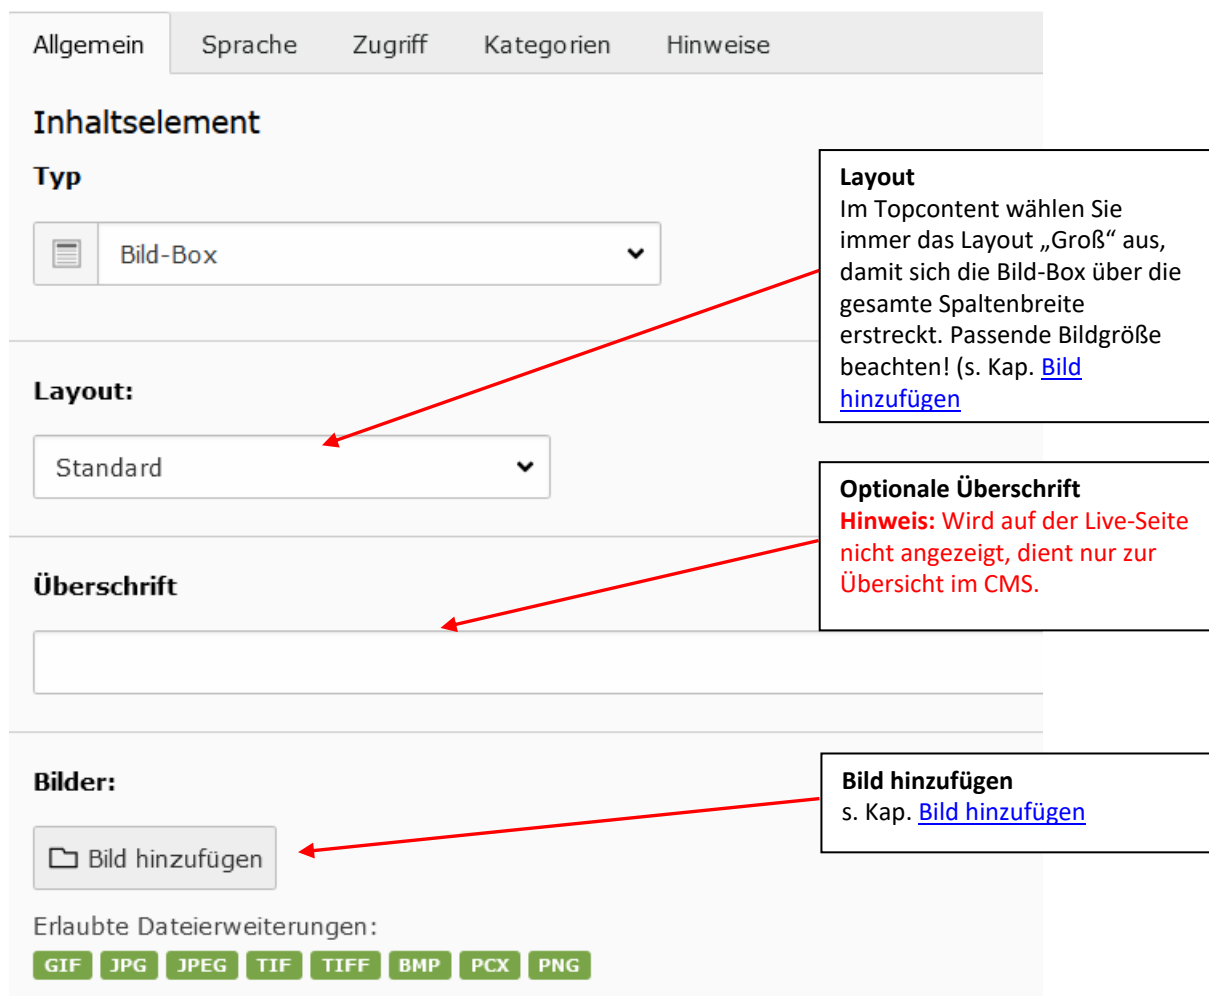 Allgemein Sprache Zugriff Kategorien Hinweise
Inhaltselement
Typ
Bild-Box
Layout:
Standard
Überschrift
Bilder:
Bild hinzufügen
Erlaubte Dateierweiterungen:
GIF JPG JPEG TIF TIFF BMP PCX PNG
Layout
Im Topcontent wählen Sie
immer das Layout „Groß“ aus,
damit sich die Bild-Box über die
gesamte Spaltenbreite
erstreckt. Passende Bildgröße
beachten! (s. Kap. Bild
hinzufügen
Optionale Überschrift
Hinweis: Wird auf der Live-Seite
nicht angezeigt, dient nur zur
Übersicht im CMS.
Bild hinzufügen
s. Kap. Bild hinzufügen